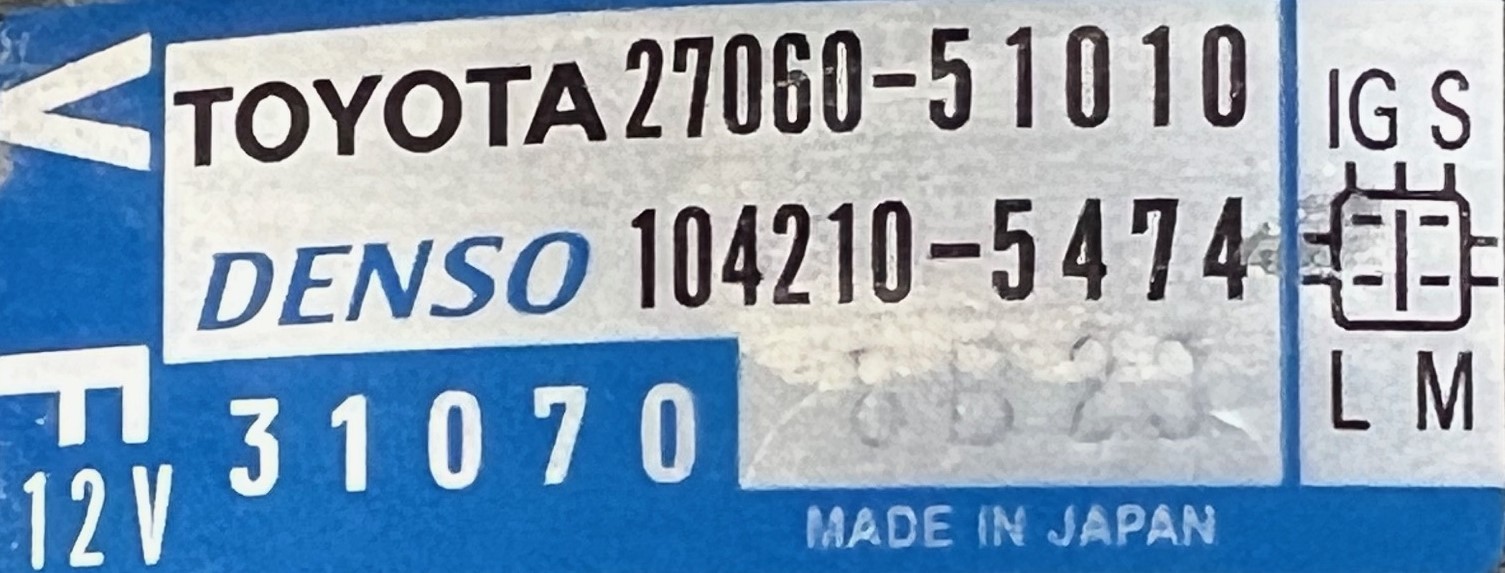 TOYOTA 27060-51010
DENSO 104210-5474
31070
12V
MADE IN JAPAN
IG S
L M